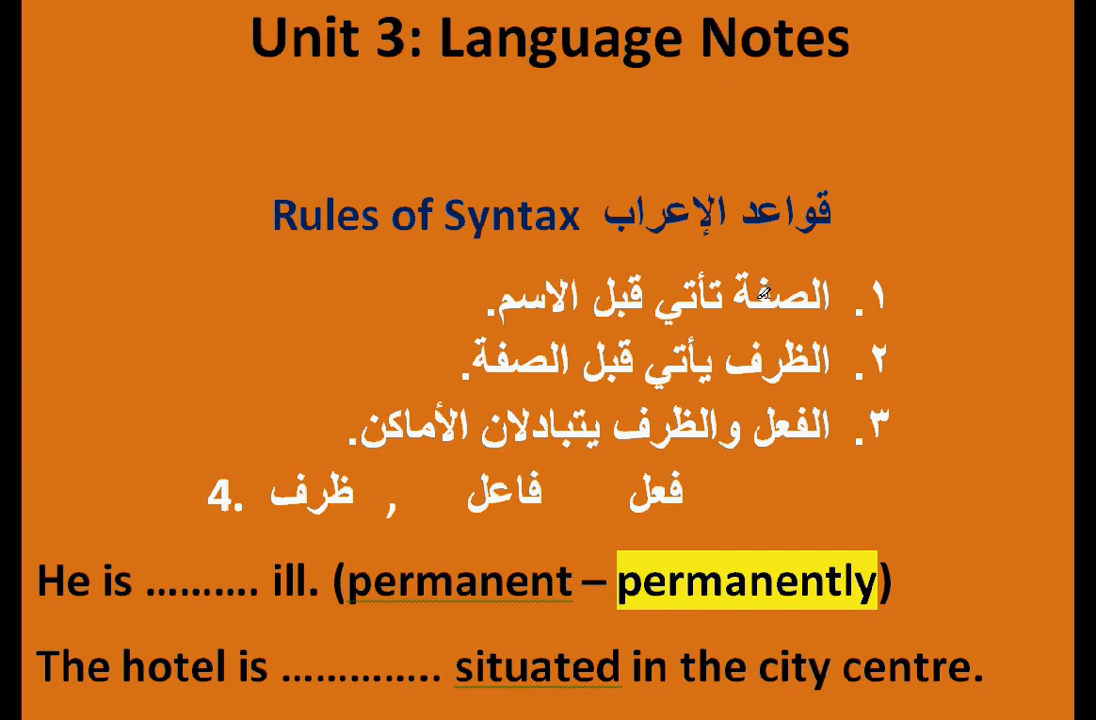 Unit 3: Language Notes
Rules of Syntax قواعد الإعراب
١. الصفة تأتي قبل الاسم.
٢. الظرف يأتي قبل الصفة.
٣. الفعل والظرف يتبادلان الأماكن.
4. ظرف , فاعل فعل
He is .......... ill. (permanent – permanently)
The hotel is .............. situated in the city centre.